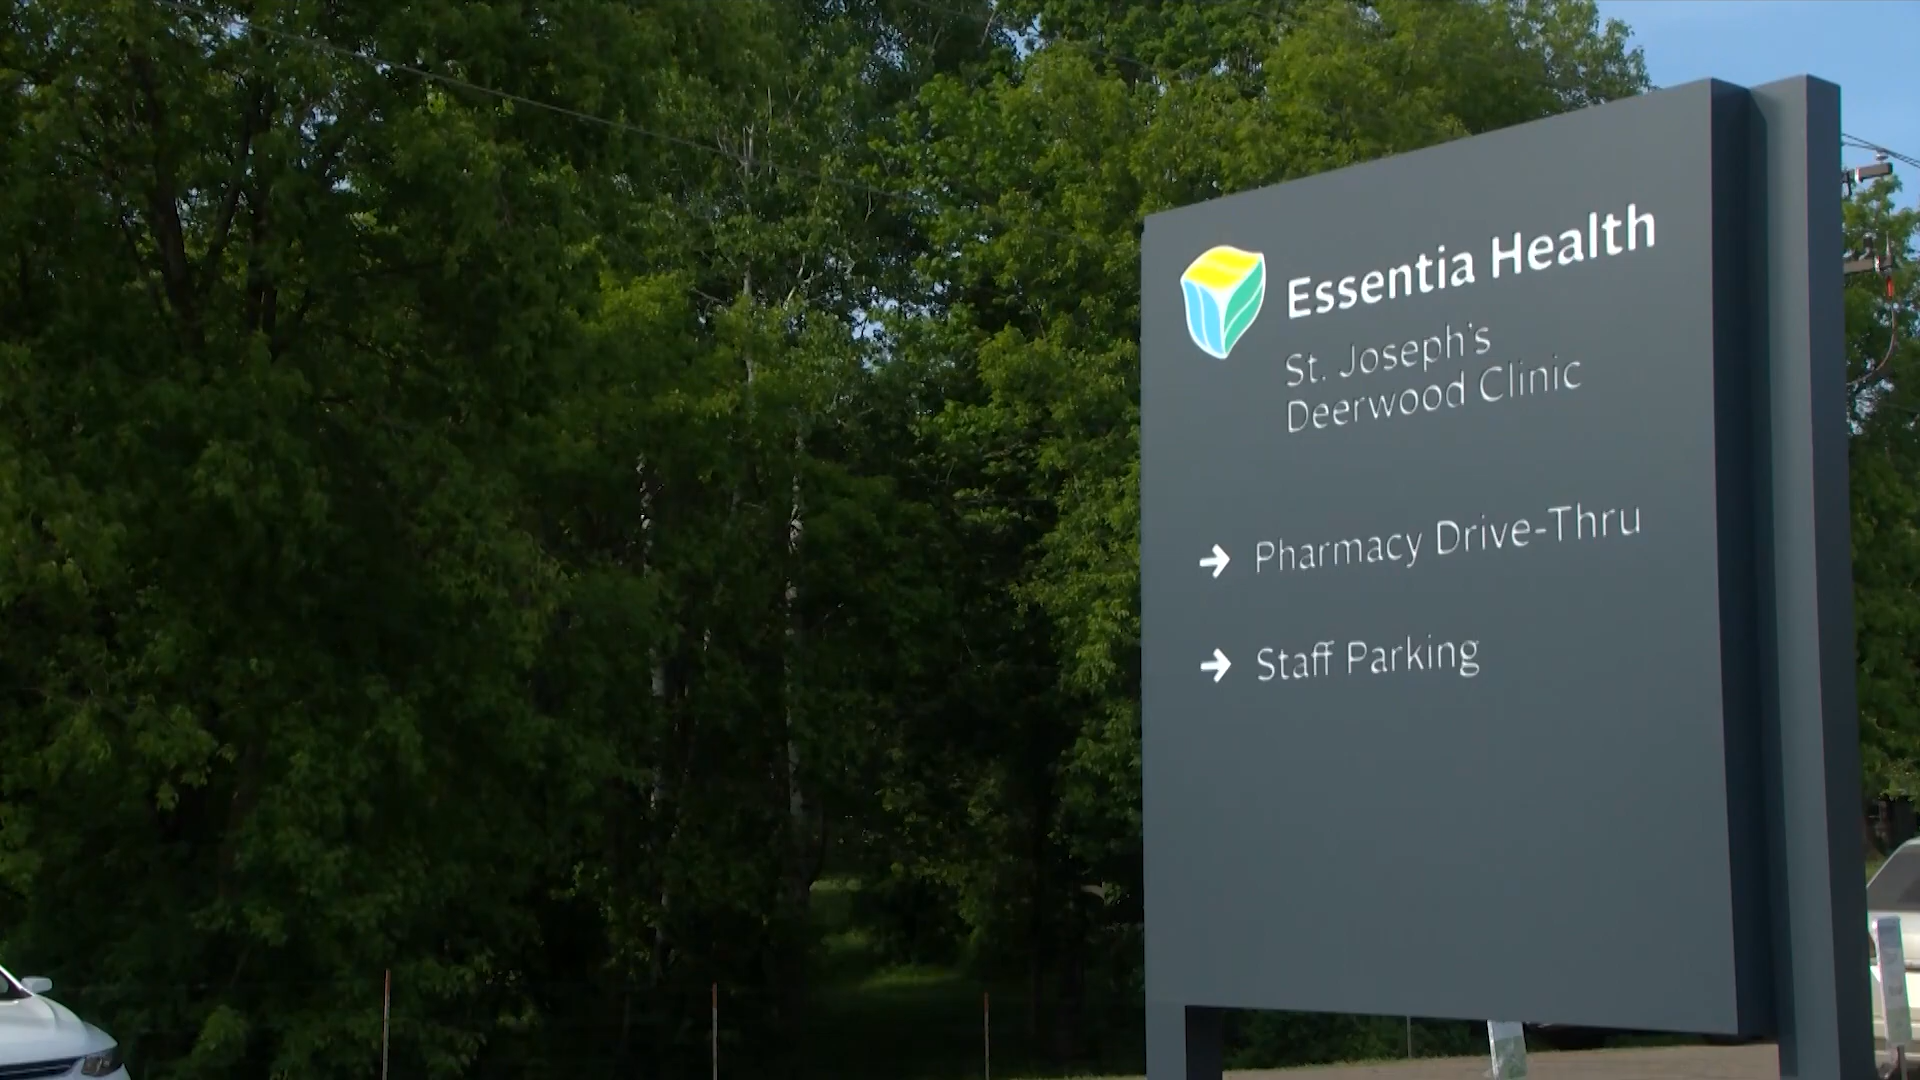 Essentia Health
St. Joseph's
Deerwood Clinic
→ Pharmacy Drive-Thru
→ Staff Parking